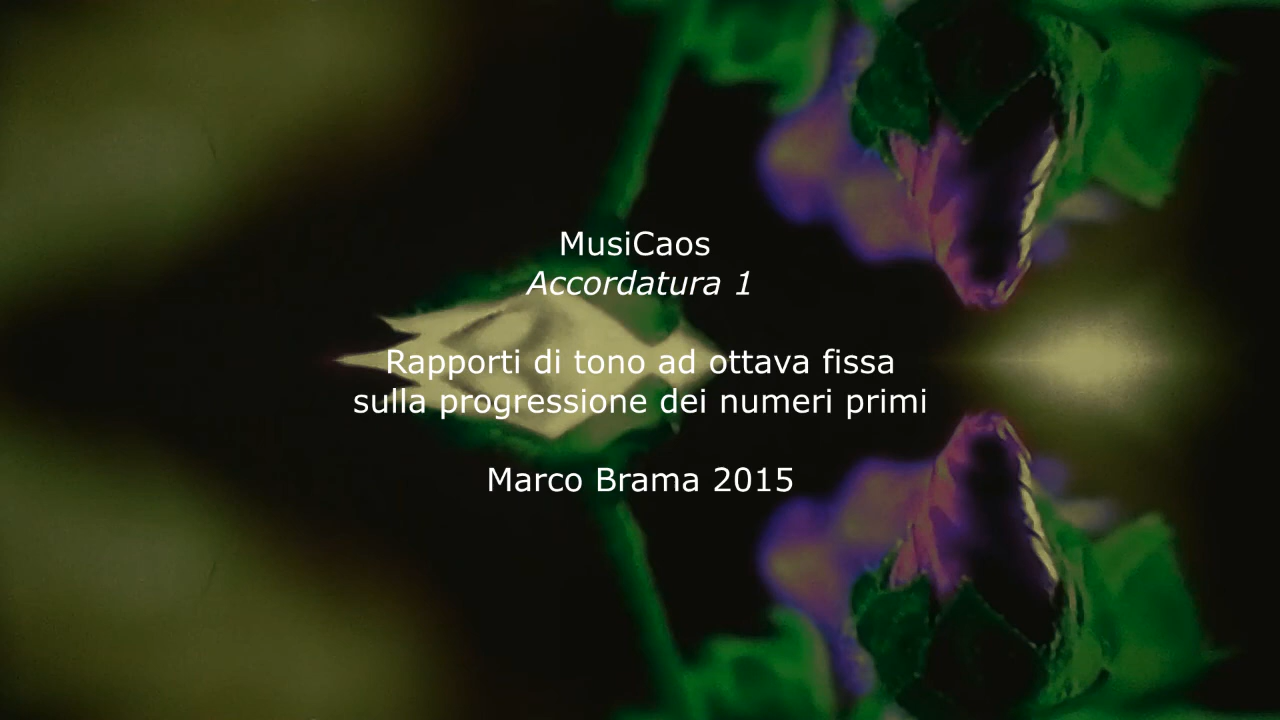 MusiCaos
Accordatura 1
Rapporti di tono ad ottava fissa
sulla progressione dei numeri primi
Marco Brama 2015